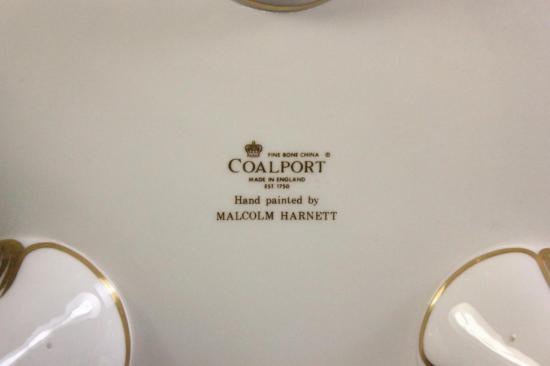 FINE BONE CHINA ®
COALPORT
MADE IN ENGLAND
EST. 1750
Hand painted by
MALCOLM HARNETT